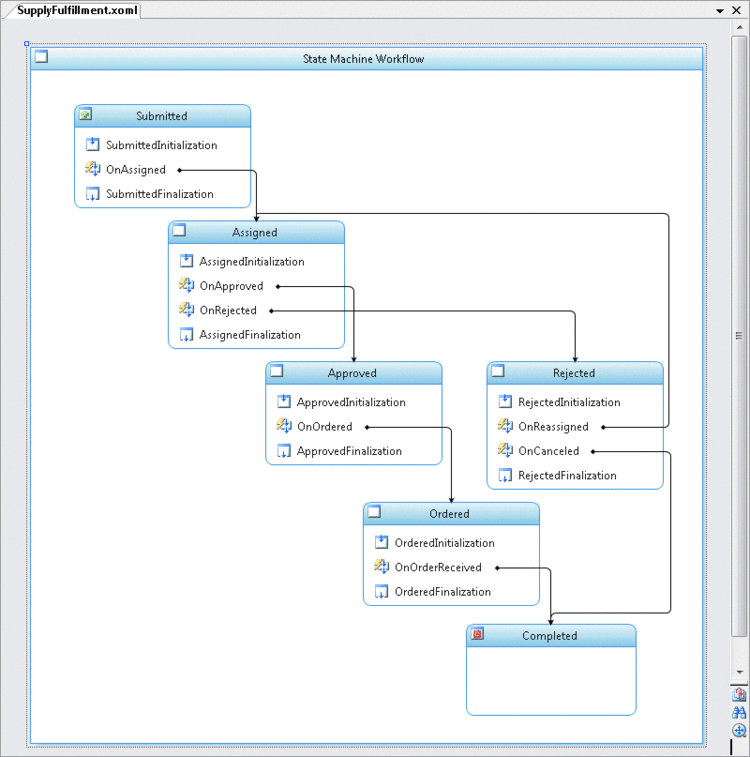 SupplyFulfillment.xoml
State Machine Workflow
Submitted
SubmittedInitialization
OnAssigned
SubmittedFinalization
Assigned
AssignedInitialization
OnApproved
OnRejected
AssignedFinalization
Approved
ApprovedInitialization
OnOrdered
ApprovedFinalization
Rejected
RejectedInitialization
OnReassigned
OnCanceled
RejectedFinalization
Ordered
OrderedInitialization
OnOrderReceived
OrderedFinalization
Completed